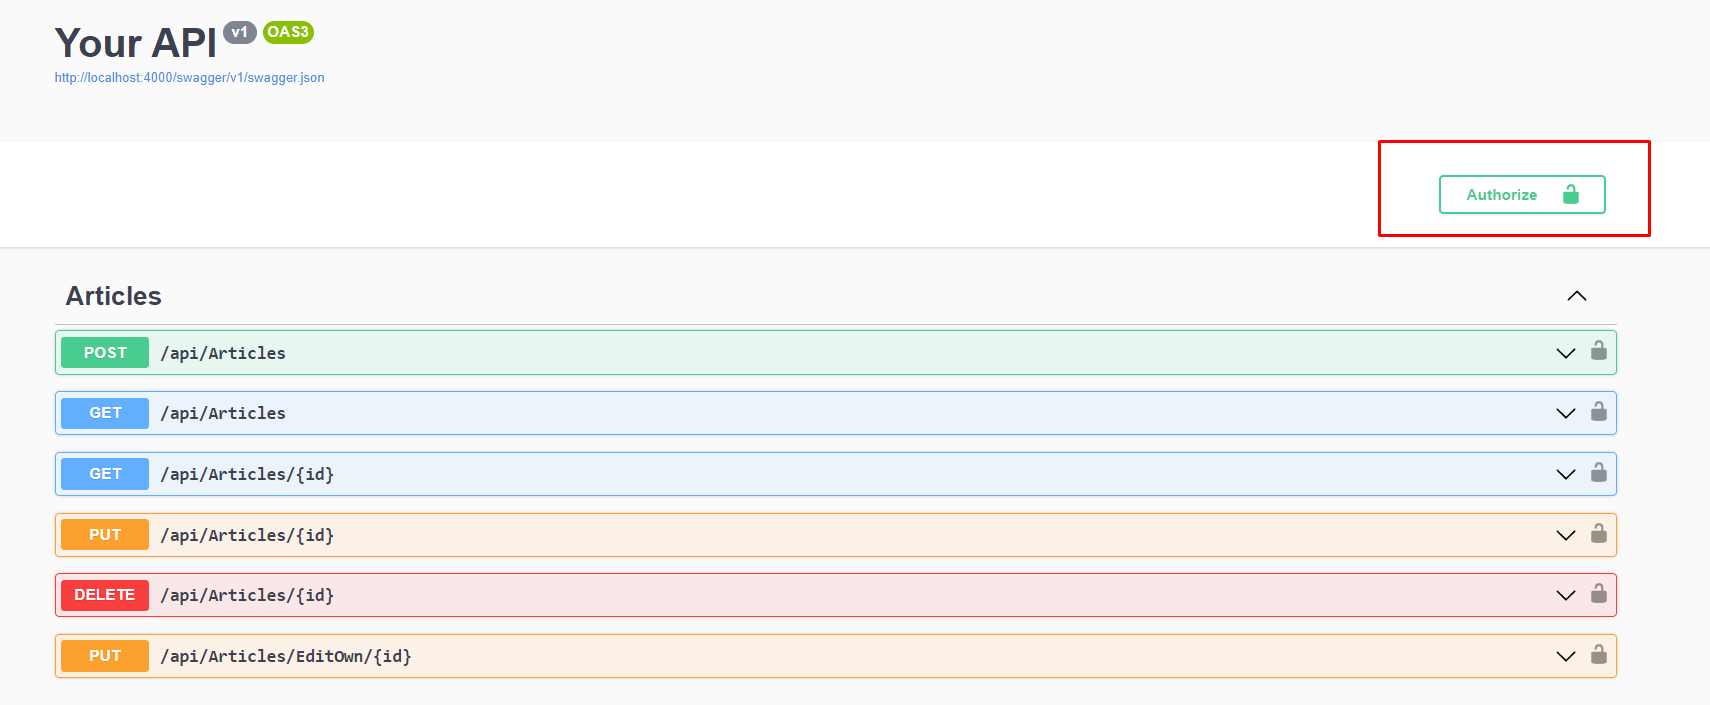 Your API v1 OAS3
http://localhost:4000/swagger/v1/swagger.json
Authorize
Articles
POST /api/Articles
GET /api/Articles
GET /api/Articles/{id}
PUT /api/Articles/{id}
DELETE /api/Articles/{id}
PUT /api/Articles/EditOwn/{id}